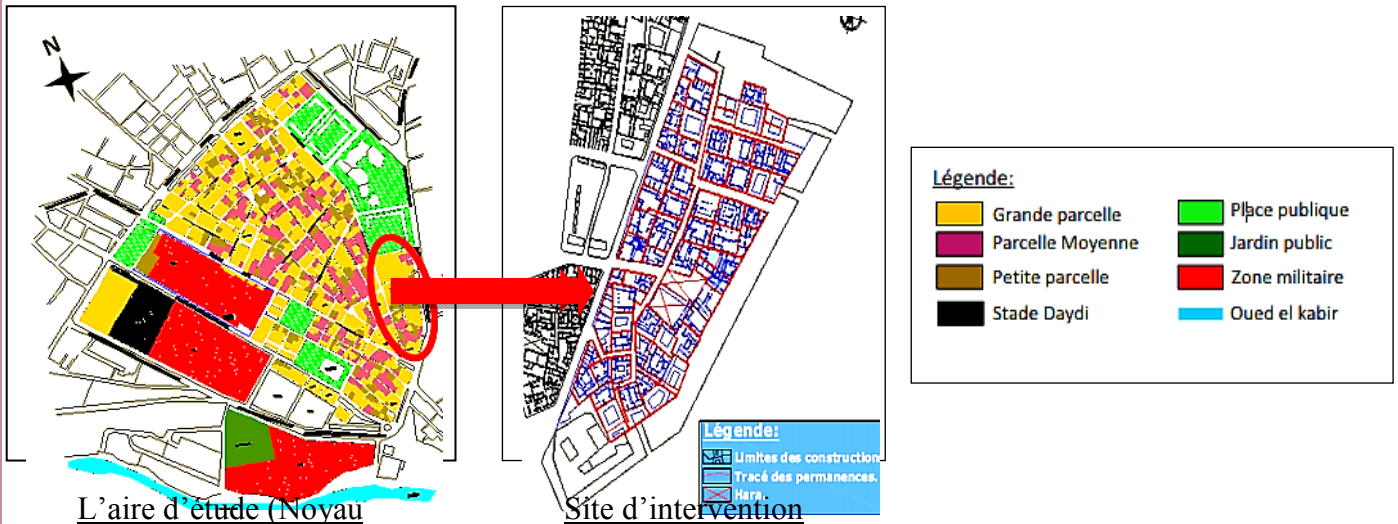 N
Légende:
Limites des construction
Tracé des permanences.
Hara.
L'aire d'étude (Noyau
Site d'intervention
Légende:
Grande parcelle
Parcelle Moyenne
Petite parcelle
Stade Daydi
Place publique
Jardin public
Zone militaire
Oued el kabir